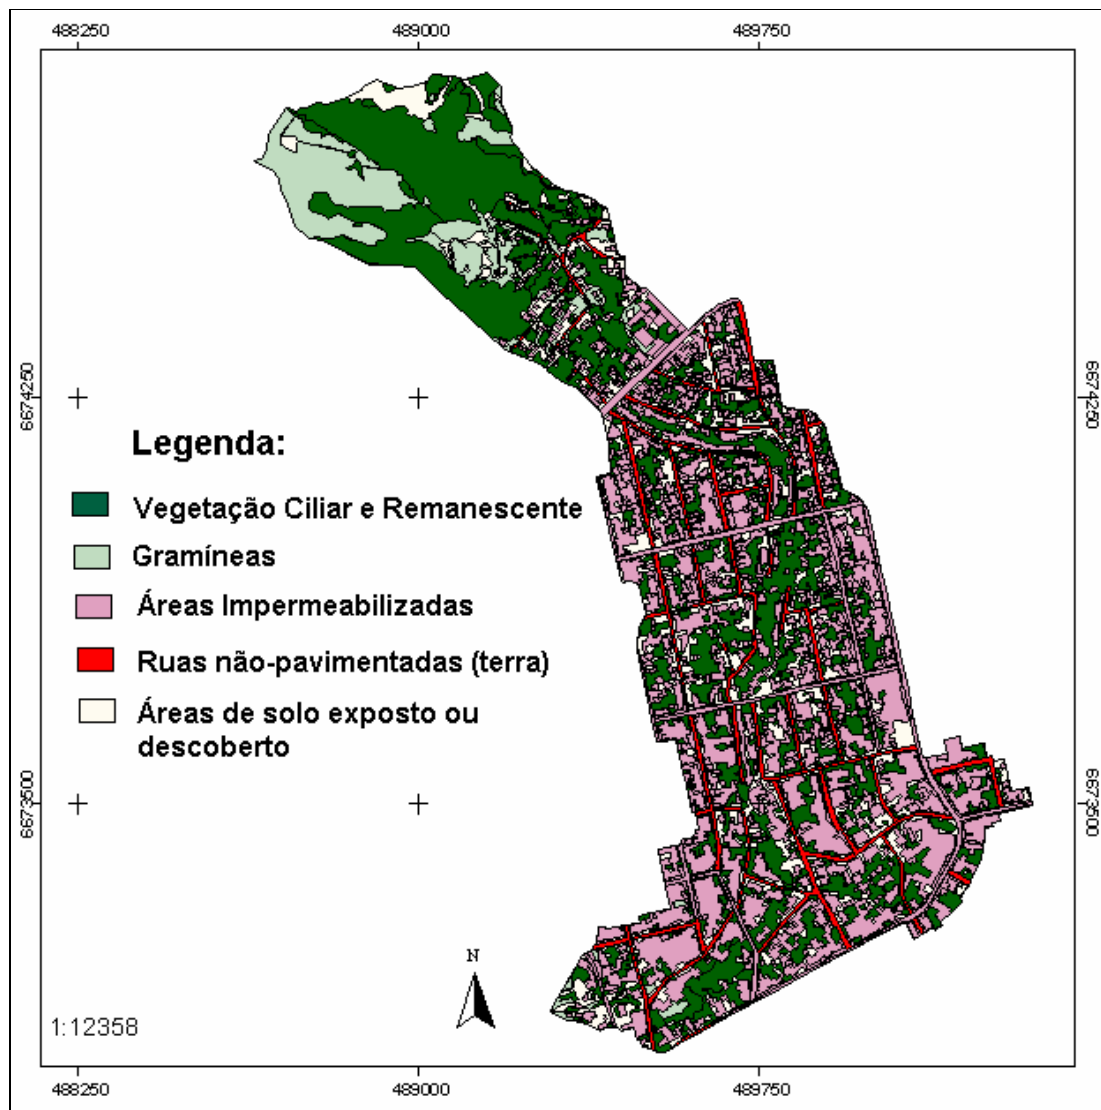 488250 489000 489750
6674250 6674250
Legenda:
Vegetação Ciliar e Remanescente
Gramíneas
Áreas Impermeabilizadas
Ruas não-pavimentadas (terra)
Áreas de solo exposto ou
descoberto
6673500 6673500
N
1:12358
488250 489000 489750